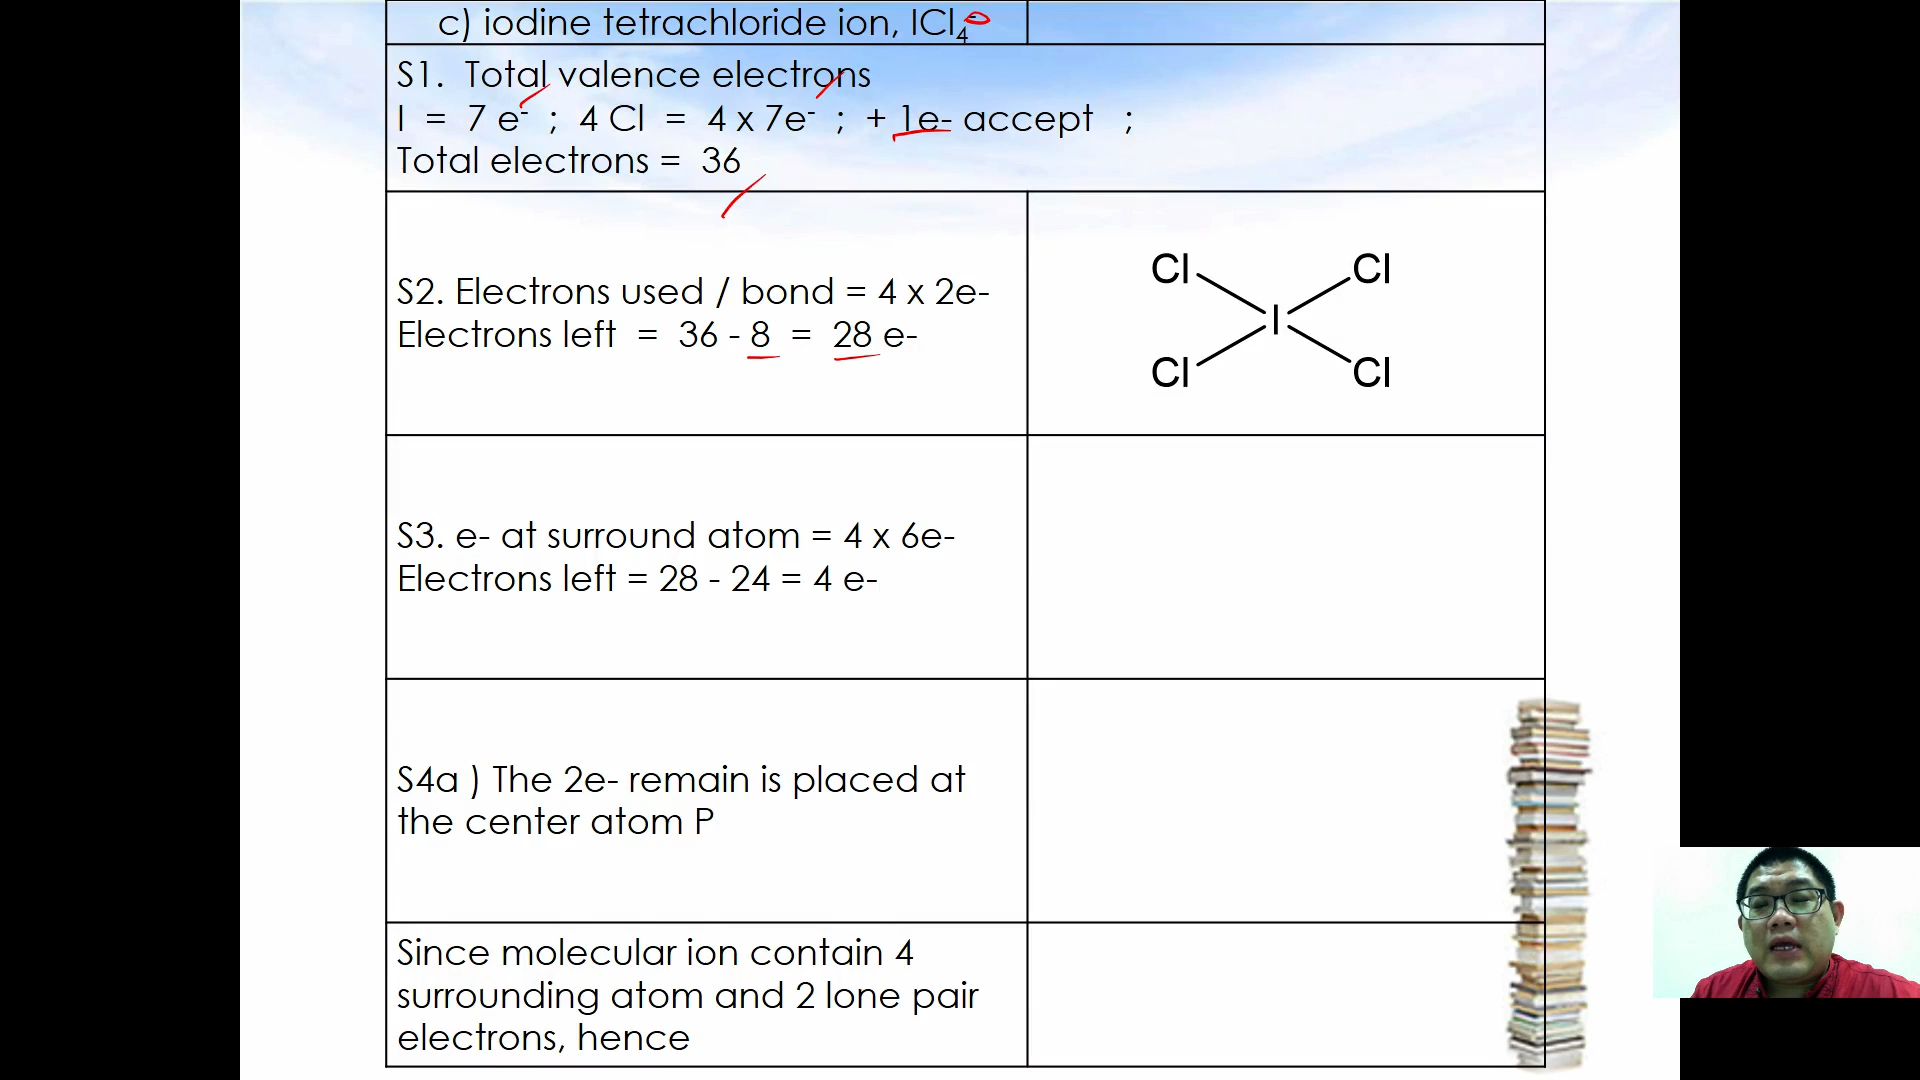 c) iodine tetrachloride ion, ICl₄⁻
S1. Total valence electrons
I = 7 e⁻ ; 4 Cl = 4 x 7e⁻ ; + 1e- accept ;
Total electrons = 36
S2. Electrons used / bond = 4 x 2e-
Electrons left = 36 - 8 = 28 e-
Cl Cl
I
Cl Cl
S3. e- at surround atom = 4 x 6e-
Electrons left = 28 - 24 = 4 e-
S4a ) The 2e- remain is placed at
the center atom P
Since molecular ion contain 4
surrounding atom and 2 lone pair
electrons, hence